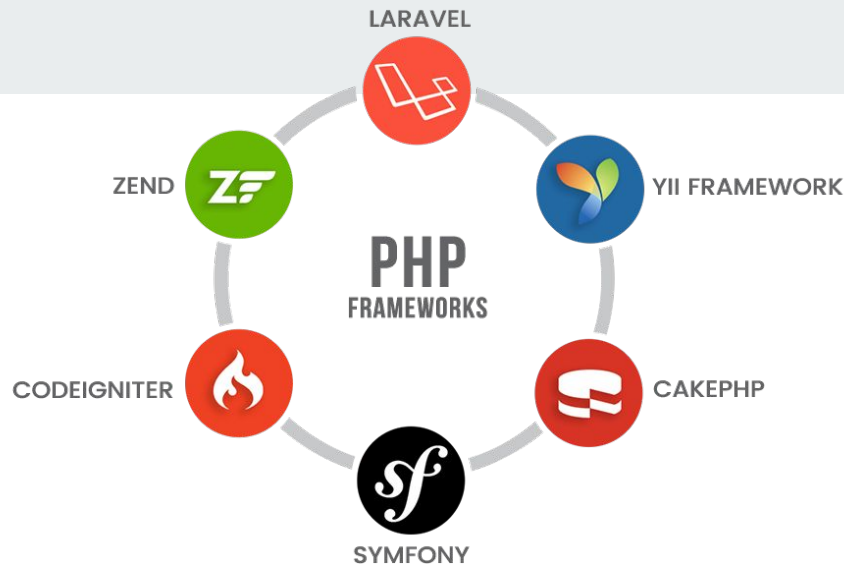 LARAVEL
ZEND
YII FRAMEWORK
PHP
FRAMEWORKS
CODEIGNITER
CAKEPHP
SYMFONY